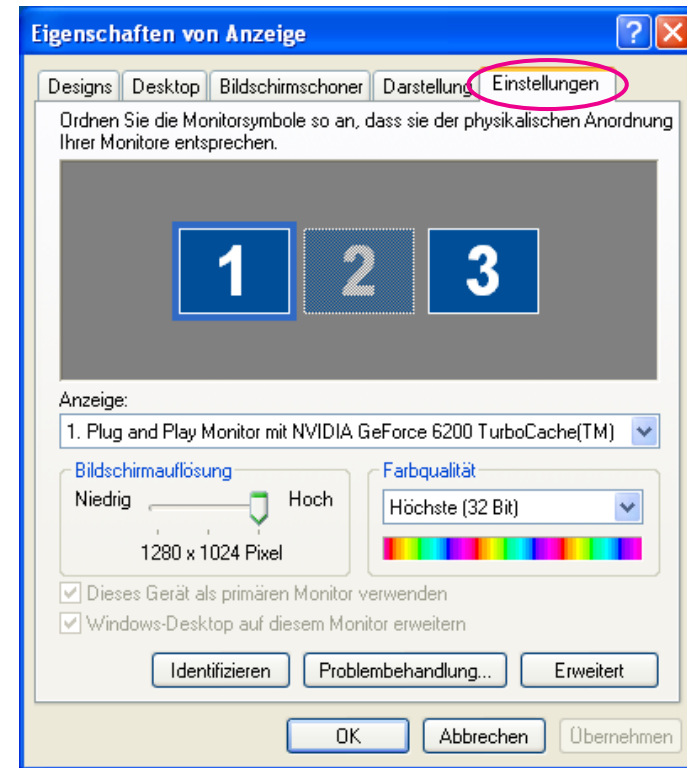 Eigenschaften von Anzeige
Designs Desktop Bildschirmschoner Darstellung Einstellungen
Ordnen Sie die Monitorsymbole so an, dass sie der physikalischen Anordnung
Ihrer Monitore entsprechen.
1 2 3
Anzeige:
1. Plug and Play Monitor mit NVIDIA GeForce 6200 TurboCache(TM)
Bildschirmauflösung
Niedrig Hoch
1280 x 1024 Pixel
Farbqualität
Höchste (32 Bit)
Dieses Gerät als primären Monitor verwenden
Windows-Desktop auf diesem Monitor erweitern
Identifizieren Problembehandlung... Erweitert
OK Abbrechen Übernehmen